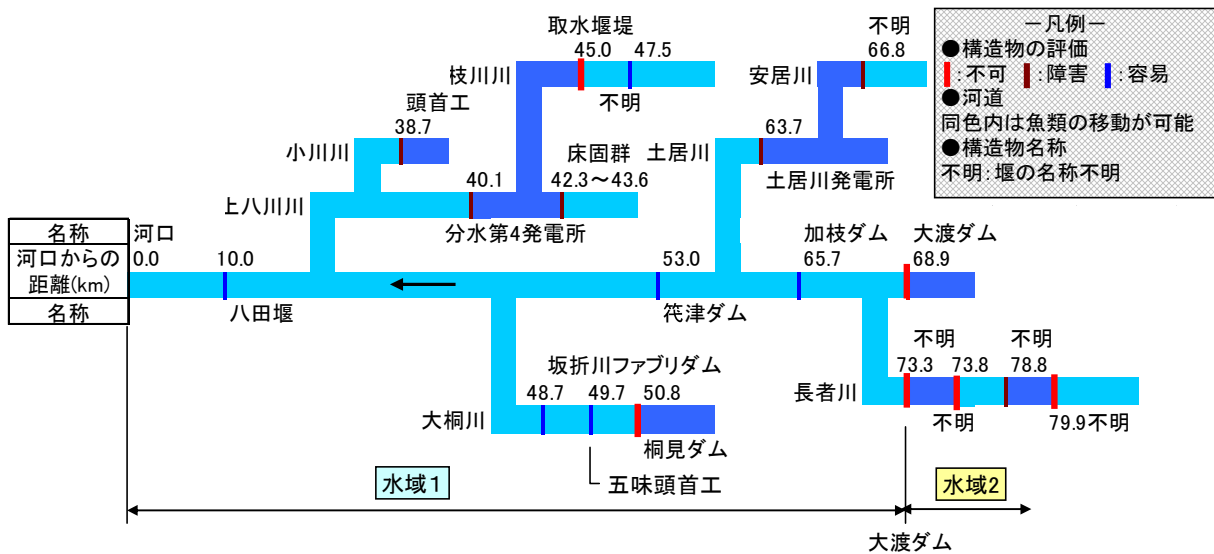 取水堰堤
45.0 47.5
枝川川
不明
不明
66.8
安居川
－凡例－
●構造物の評価
:不可 :障害 :容易
●河道
同色内は魚類の移動が可能
●構造物名称
不明：堰の名称不明
頭首工
38.7
小川川
床固群
土居川
63.7
土居川発電所
上八川川
40.1
42.3～43.6
分水第4発電所
名称
河口からの
距離(km)
名称
河口
0.0
10.0
八田堰
53.0
筏津ダム
加枝ダム
65.7
大渡ダム
68.9
坂折川ファブリダム
48.7 49.7 50.8
大桐川
桐見ダム
五味頭首工
不明 不明
73.3 73.8 78.8
長者川
不明
79.9不明
水域１
水域2
大渡ダム